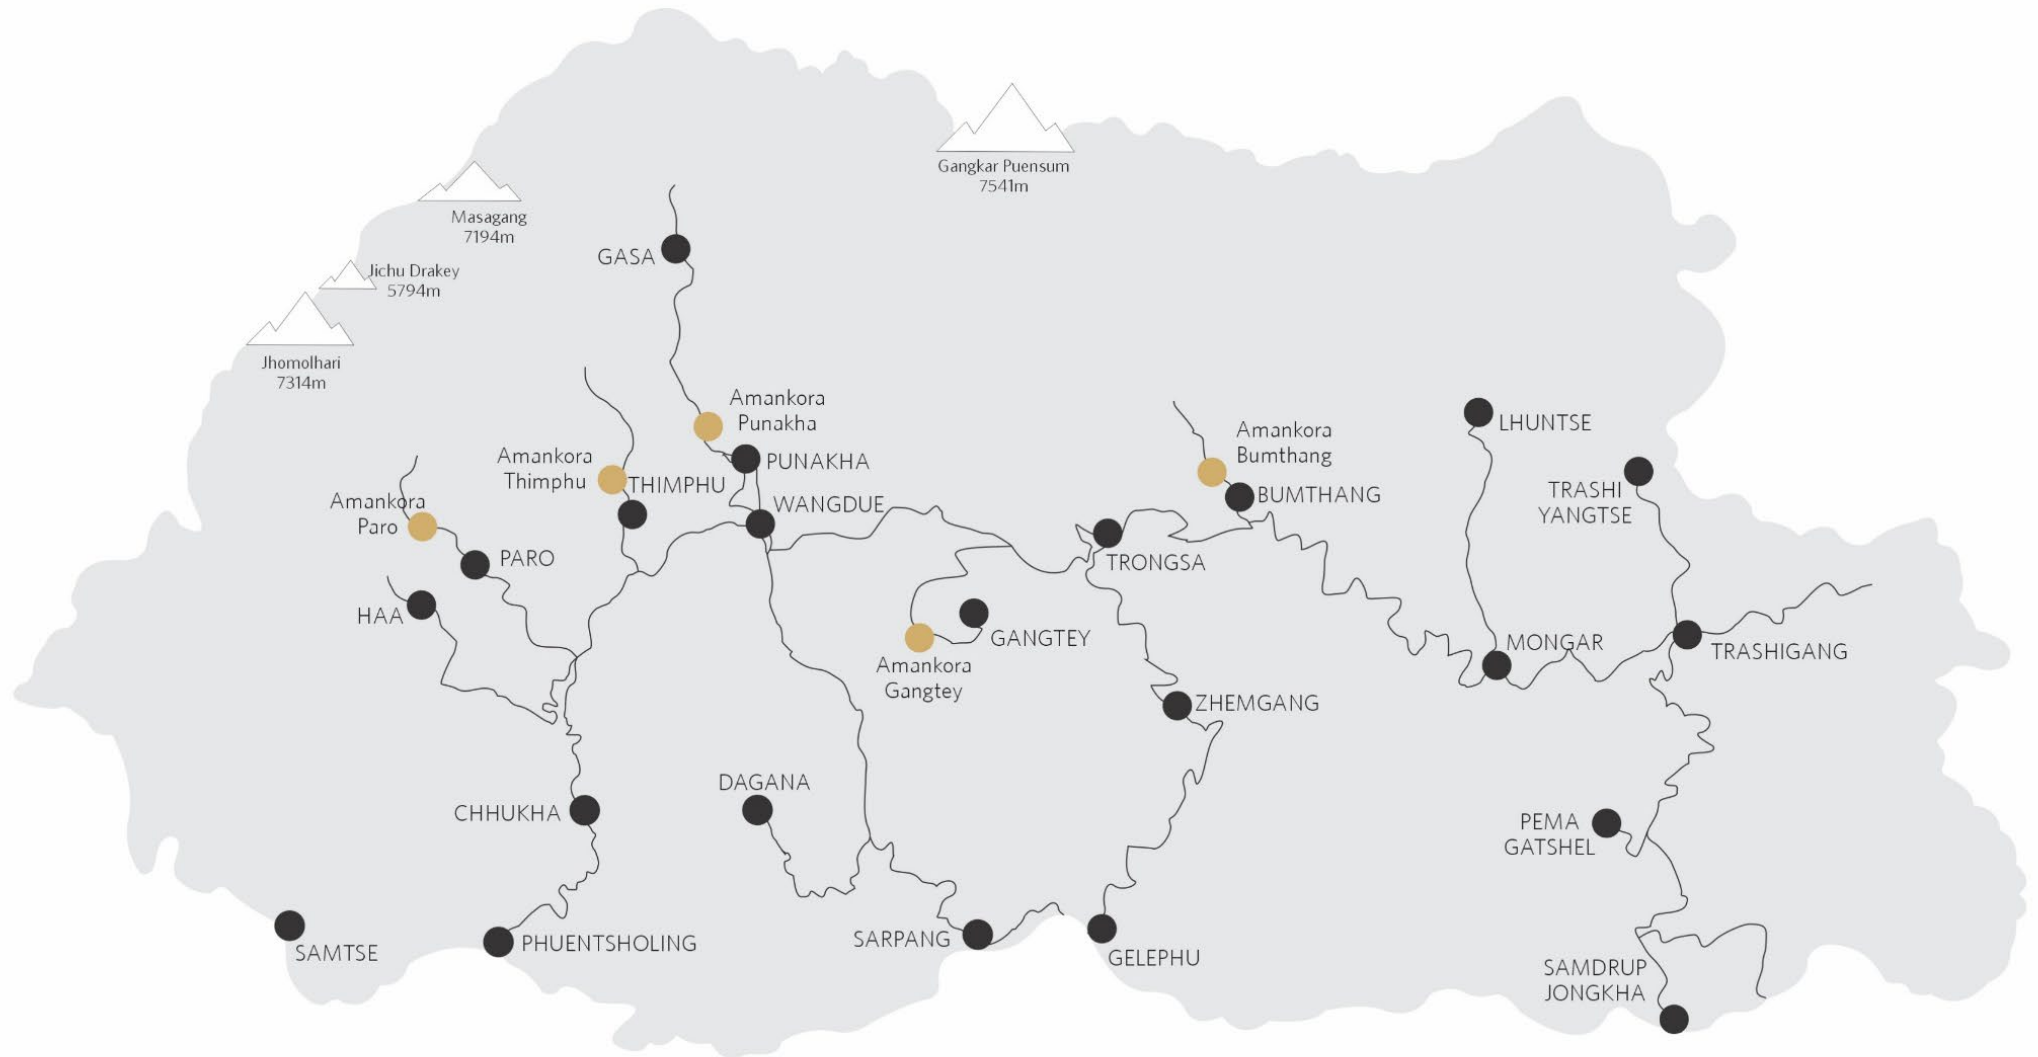 Gangkar Puensum
7541m
Masagang
7194m
GASA
Jichu Drakey
5794m
Jhomolhari
7314m
Amankora
Punakha
Amankora
Thimphu
THIMPHU
PUNAKHA
WANGDUE
Amankora
Paro
PARO
HAA
Amankora
Bumthang
BUMTHANG
LHUNTSE
TRASHI
YANGTSE
TRONGSA
GANGTEY
Amankora
Gangtey
MONGAR
TRASHIGANG
ZHEMGANG
DAGANA
CHHUKHA
PEMA
GATSHEL
SAMTSE
PHUENTSHOLING
SARPANG
GELEPHU
SAMDRUP
JONGKHA